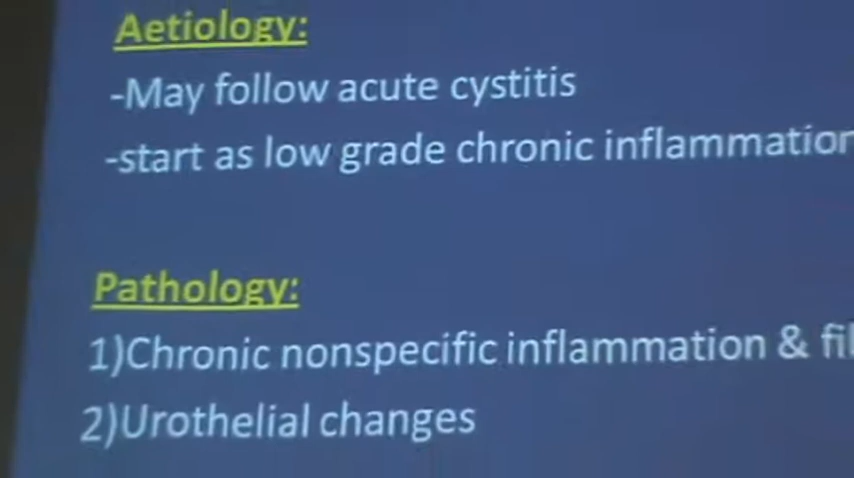 Aetiology:
-May follow acute cystitis
-start as low grade chronic inflammation
Pathology:
1)Chronic nonspecific inflammation &
2)Urothelial changes